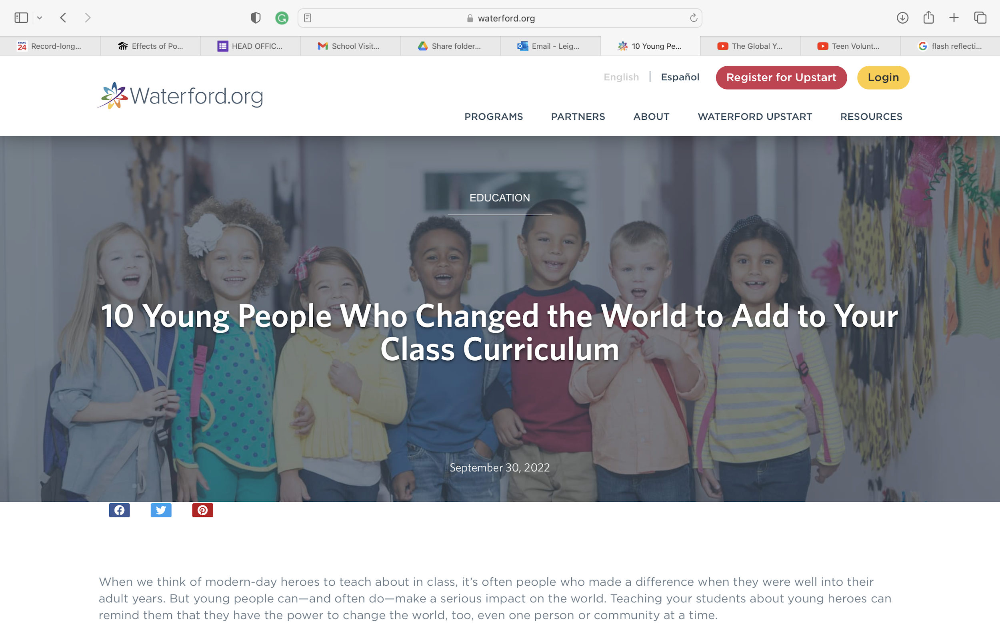 waterford.org
news 24 Record-long...
Effects of Po...
HEAD OFFIC...
School Visit...
Share folder...
Email - Leig...
10 Young Pe...
The Global Y...
Teen Volunt...
flash reflecti...
English | Español
Register for Upstart
Login
Waterford.org
PROGRAMS PARTNERS ABOUT WATERFORD UPSTART RESOURCES
EDUCATION
10 Young People Who Changed the World to Add to Your
Class Curriculum
September 30, 2022
When we think of modern-day heroes to teach about in class, it’s often people who made a difference when they were well into their
adult years. But young people can—and often do—make a serious impact on the world. Teaching your students about young heroes can
remind them that they have the power to change the world, too, even one person or community at a time.